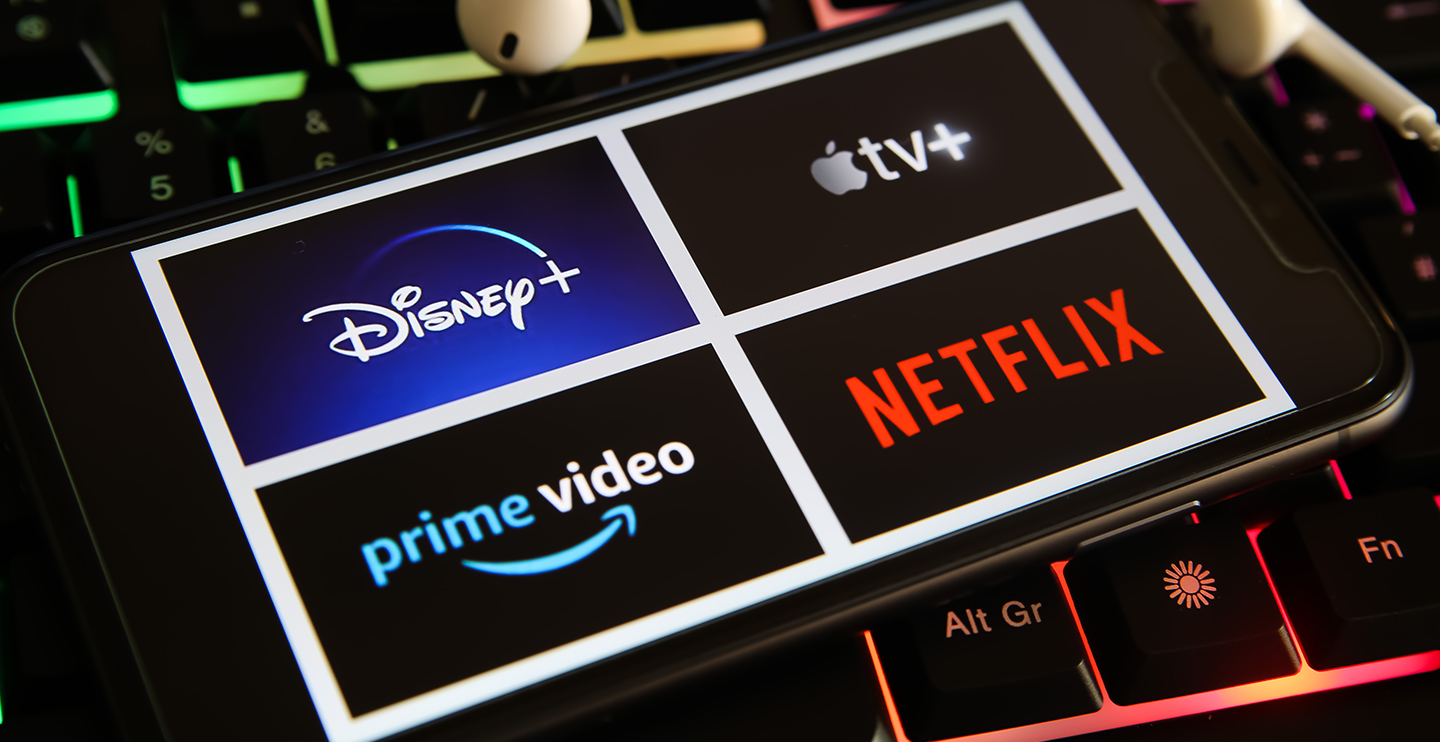 %
5
&
6
Disney+
tv+
prime video
NETFLIX
Alt Gr
Fn